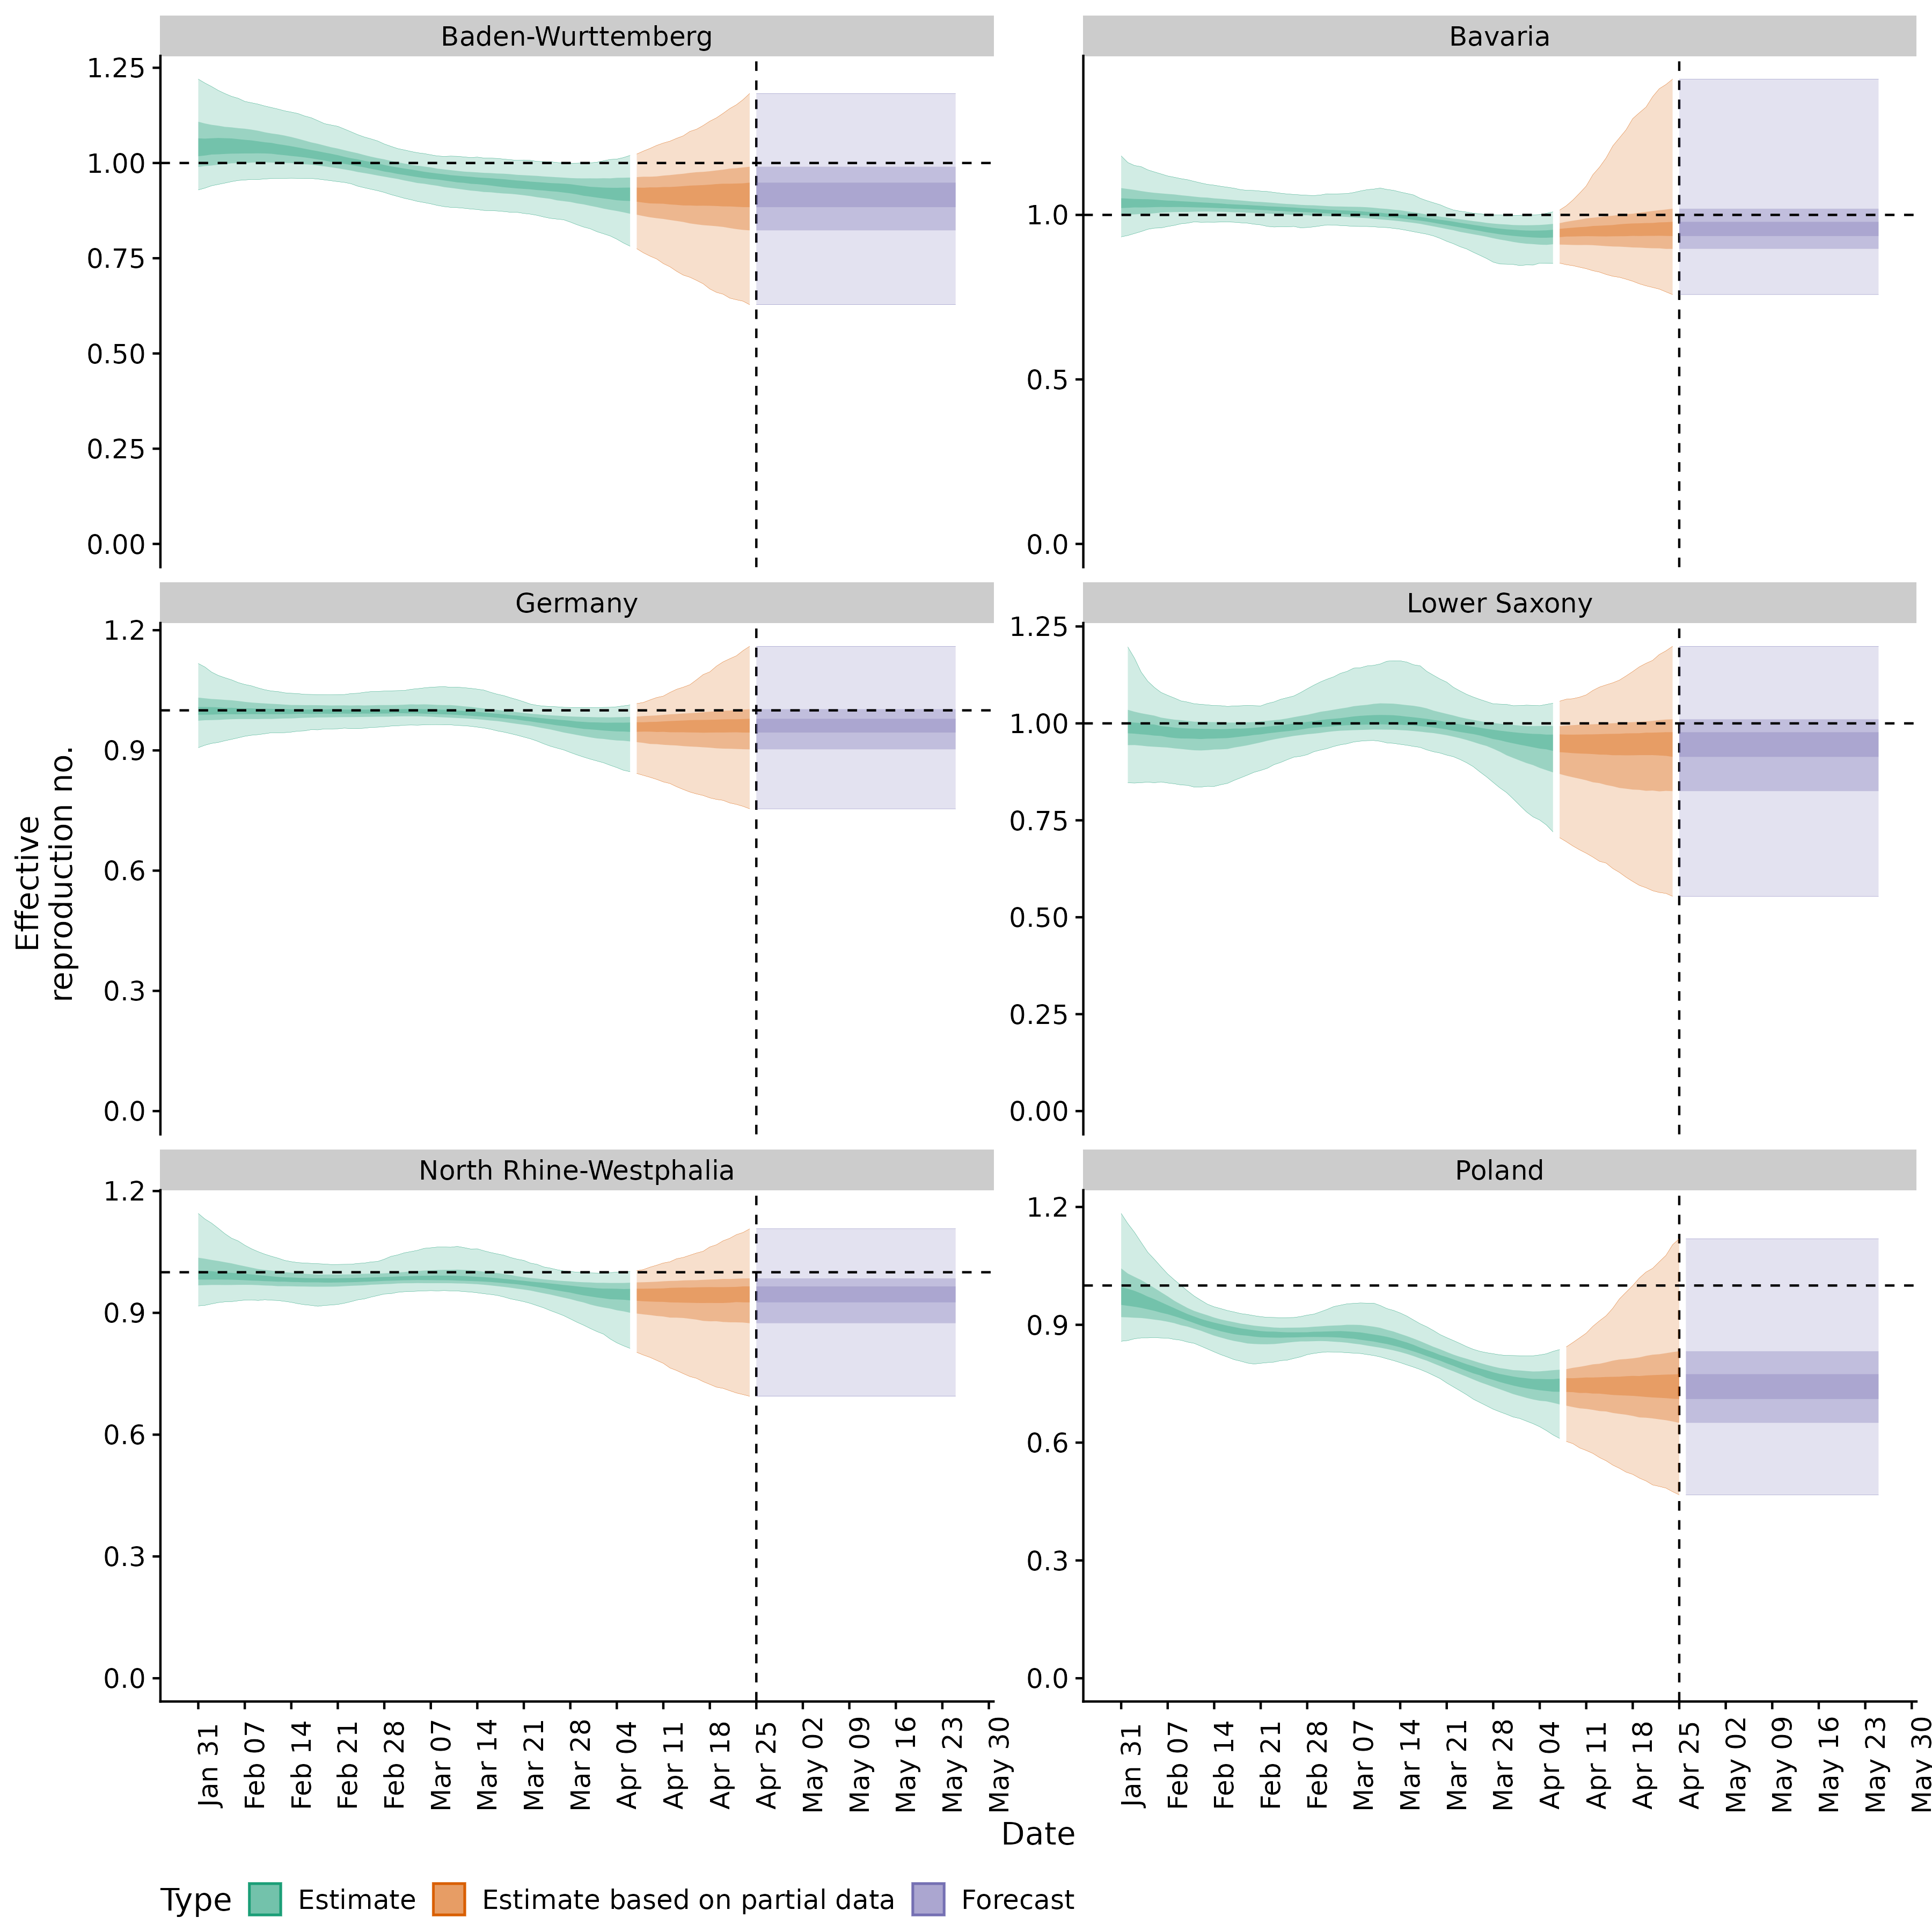 Baden-Wurttemberg
Bavaria
1.25
1.00
0.75
0.50
0.25
0.00
1.0
0.5
0.0
Germany
Lower Saxony
1.2
0.9
0.6
0.3
0.0
1.25
1.00
0.75
0.50
0.25
0.00
Effective
reproduction no.
North Rhine-Westphalia
Poland
1.2
0.9
0.6
0.3
0.0
1.2
0.9
0.6
0.3
0.0
Jan 31
Feb 07
Feb 14
Feb 21
Feb 28
Mar 07
Mar 14
Mar 21
Mar 28
Apr 04
Apr 11
Apr 18
Apr 25
May 02
May 09
May 16
May 23
May 30
Jan 31
Feb 07
Feb 14
Feb 21
Feb 28
Mar 07
Mar 14
Mar 21
Mar 28
Apr 04
Apr 11
Apr 18
Apr 25
May 02
May 09
May 16
May 23
May 30
Date
Type Estimate Estimate based on partial data Forecast